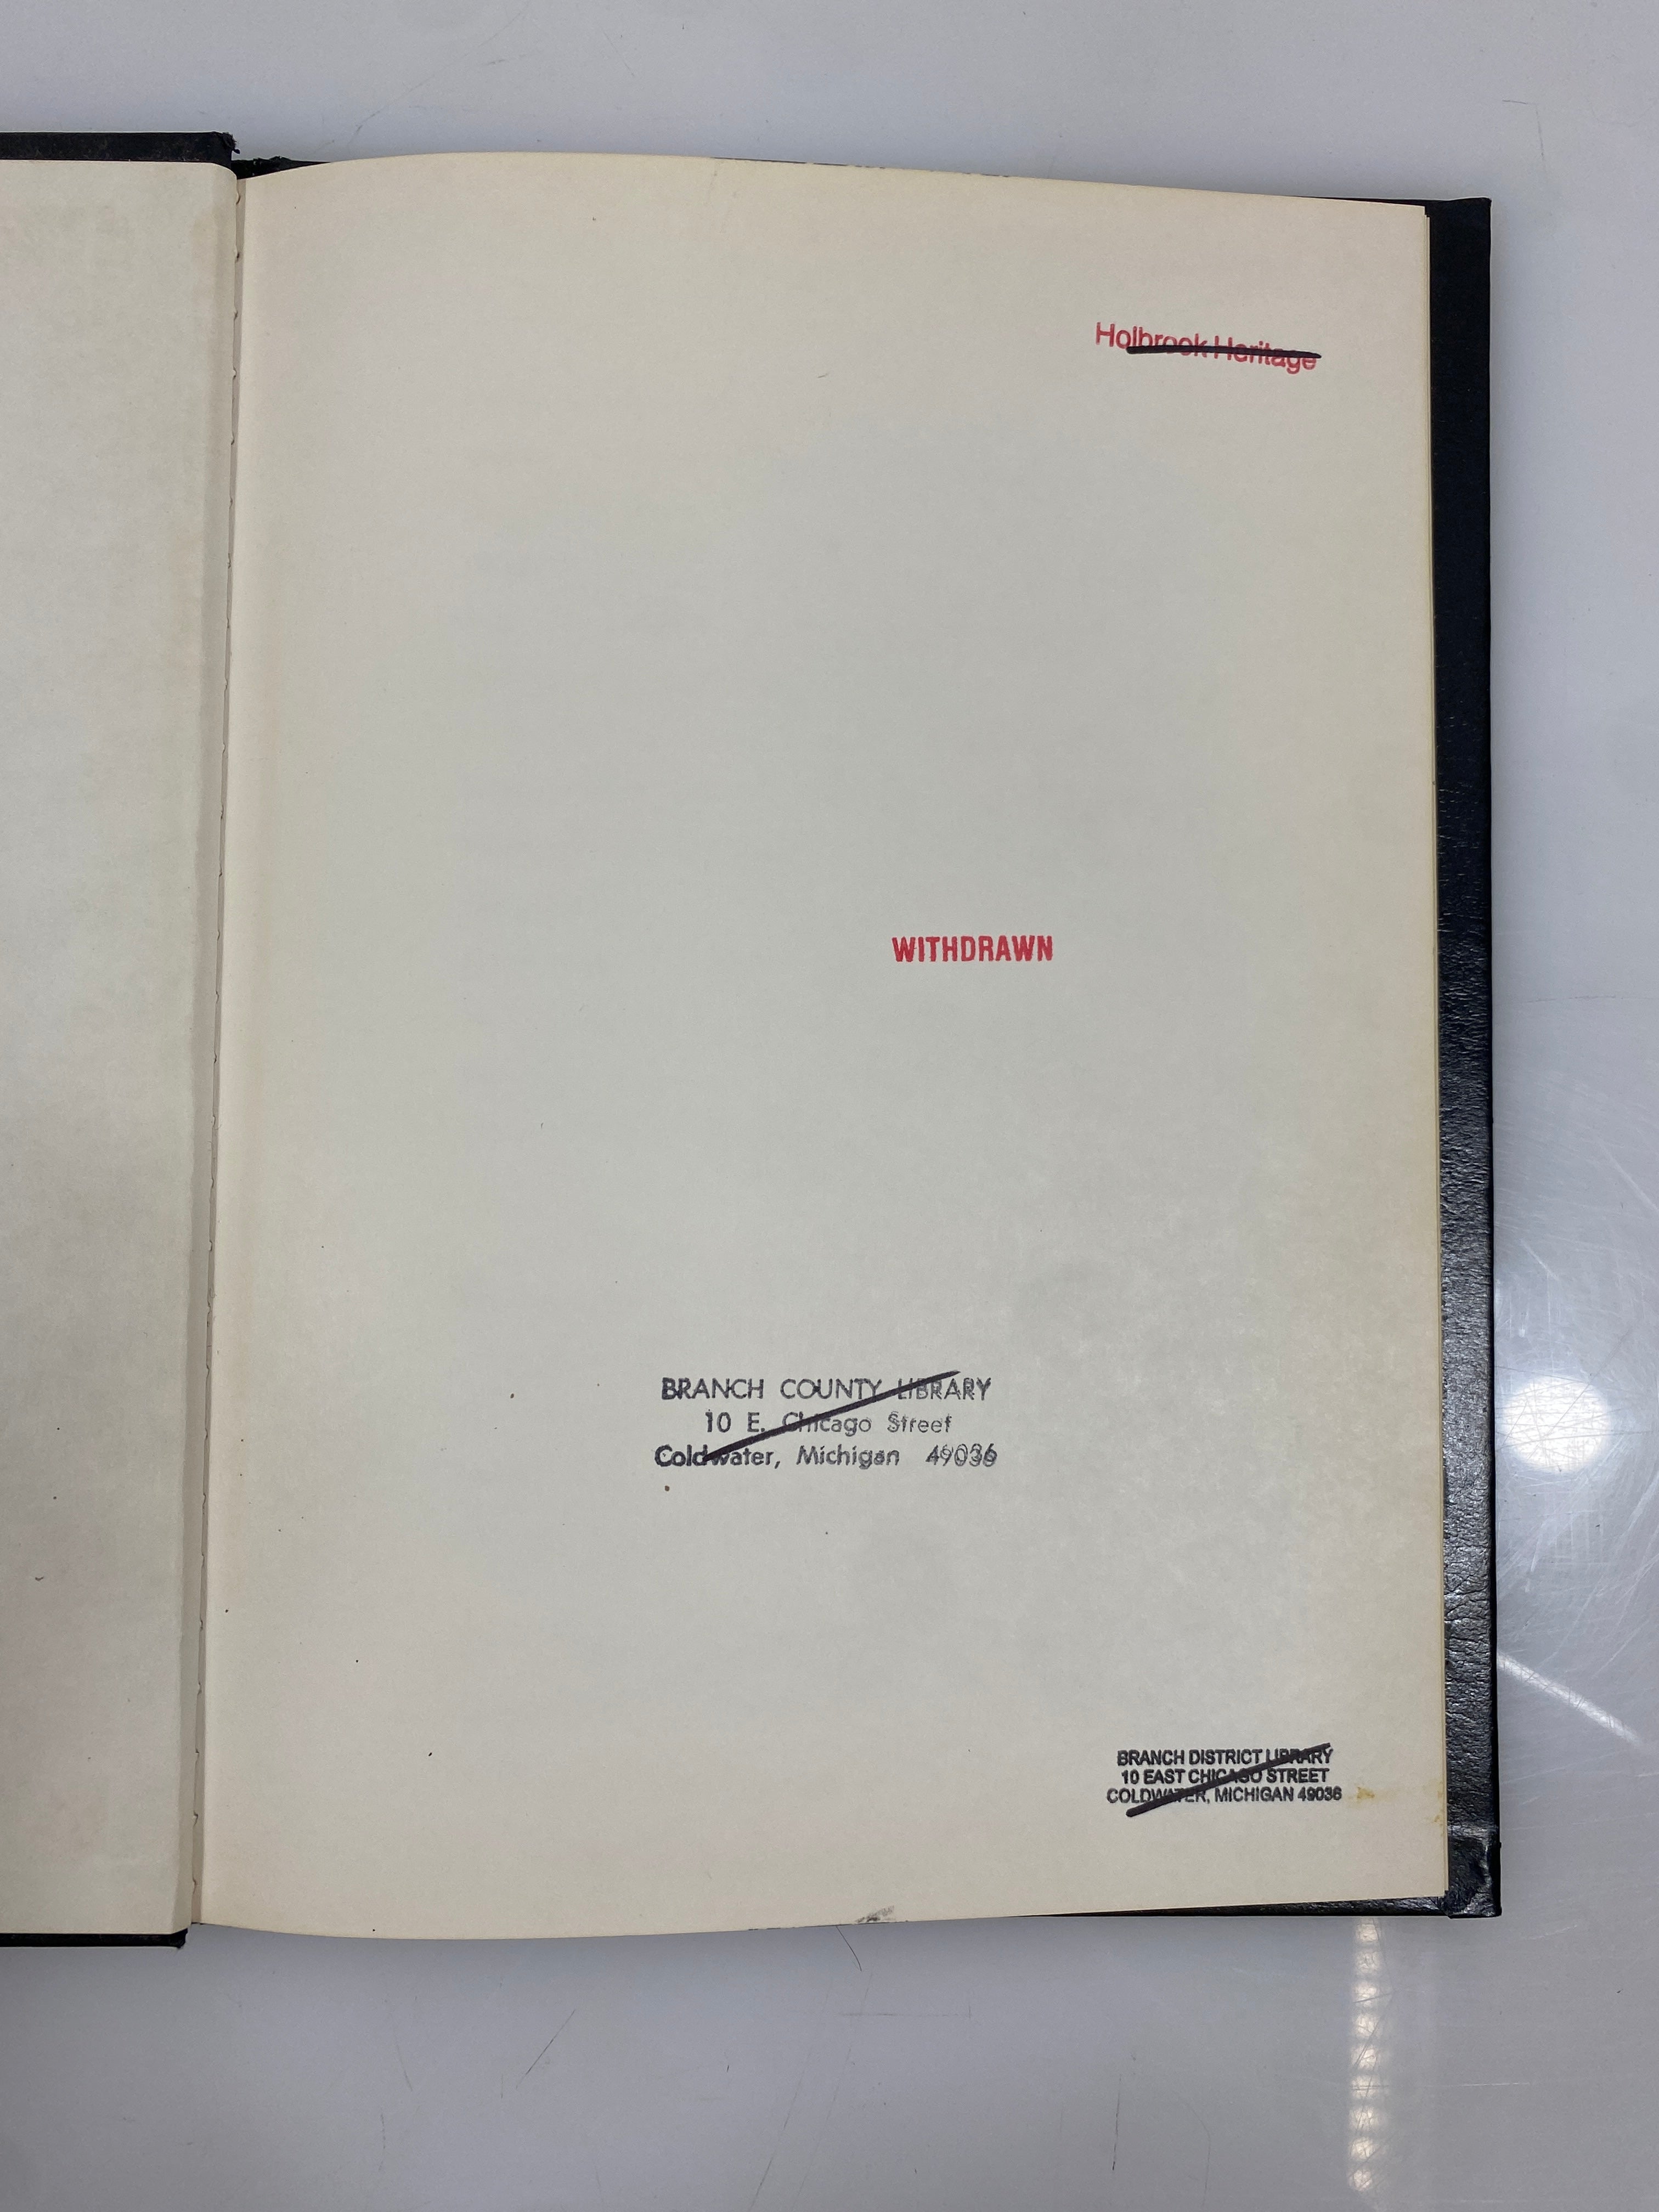 Holbrook Heritage
WITHDRAWN
BRANCH COUNTY LIBRARY
10 E. Chicago Street
Coldwater, Michigan 49036
BRANCH DISTRICT LIBRARY
10 EAST CHICAGO STREET
COLDWATER, MICHIGAN 49036